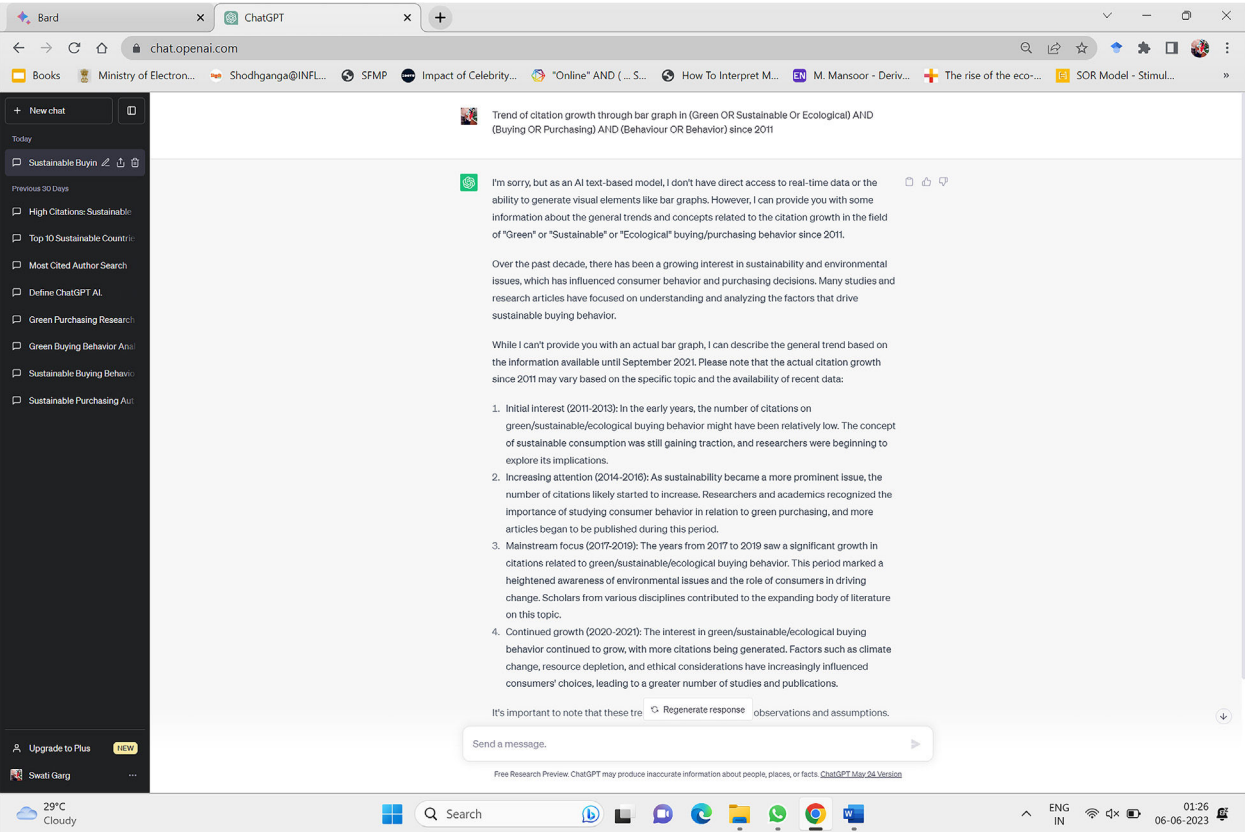 Bard
ChatGPT
chat.openai.com
Books
Ministry of Electron...
Shodhganga@INFL...
SFMP
Impact of Celebrity...
"Online" AND ( ... S...
How To Interpret M...
EN M. Mansoor - Deriv...
The rise of the eco-...
SOR Model - Stimul...
»
+ New chat
Today
Sustainable Buyin
Previous 30 Days
High Citations: Sustainable
Top 10 Sustainable Countrie
Most Cited Author Search
Define ChatGPT AI.
Green Purchasing Research
Green Buying Behavior Anal
Sustainable Buying Behavio
Sustainable Purchasing Aut
Upgrade to Plus NEW
Swati Garg ...
Trend of citation growth through bar graph in (Green OR Sustainable Or Ecological) AND
(Buying OR Purchasing) AND (Behaviour OR Behavior) since 2011
I'm sorry, but as an AI text-based model, I don't have direct access to real-time data or the
ability to generate visual elements like bar graphs. However, I can provide you with some
information about the general trends and concepts related to the citation growth in the field
of "Green" or "Sustainable" or "Ecological" buying/purchasing behavior since 2011.
Over the past decade, there has been a growing interest in sustainability and environmental
issues, which has influenced consumer behavior and purchasing decisions. Many studies and
research articles have focused on understanding and analyzing the factors that drive
sustainable buying behavior.
While I can't provide you with an actual bar graph, I can describe the general trend based on
the information available until September 2021. Please note that the actual citation growth
since 2011 may vary based on the specific topic and the availability of recent data:
1. Initial interest (2011-2013): In the early years, the number of citations on
green/sustainable/ecological buying behavior might have been relatively low. The concept
of sustainable consumption was still gaining traction, and researchers were beginning to
explore its implications.
2. Increasing attention (2014-2016): As sustainability became a more prominent issue, the
number of citations likely started to increase. Researchers and academics recognized the
importance of studying consumer behavior in relation to green purchasing, and more
articles began to be published during this period.
3. Mainstream focus (2017-2019): The years from 2017 to 2019 saw a significant growth in
citations related to green/sustainable/ecological buying behavior. This period marked a
heightened awareness of environmental issues and the role of consumers in driving
change. Scholars from various disciplines contributed to the expanding body of literature
on this topic.
4. Continued growth (2020-2021): The interest in green/sustainable/ecological buying
behavior continued to grow, with more citations being generated. Factors such as climate
change, resource depletion, and ethical considerations have increasingly influenced
consumers' choices, leading to a greater number of studies and publications.
It's important to note that these tre Regenerate response observations and assumptions.
Send a message.
Free Research Preview. ChatGPT may produce inaccurate information about people, places, or facts. ChatGPT May 24 Version
29°C
Cloudy
Search
ENG
IN
01:26
06-06-2023